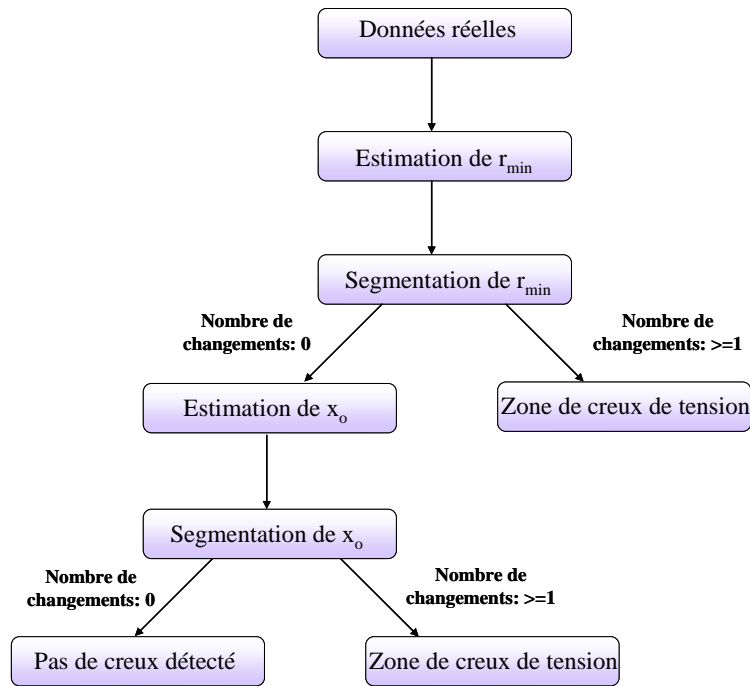 Données réelles
Estimation de r_min
Segmentation de r_min
Nombre de
changements: 0
Nombre de
changements: >=1
Estimation de x_o
Zone de creux de tension
Segmentation de x_o
Nombre de
changements: 0
Nombre de
changements: >=1
Pas de creux détecté
Zone de creux de tension